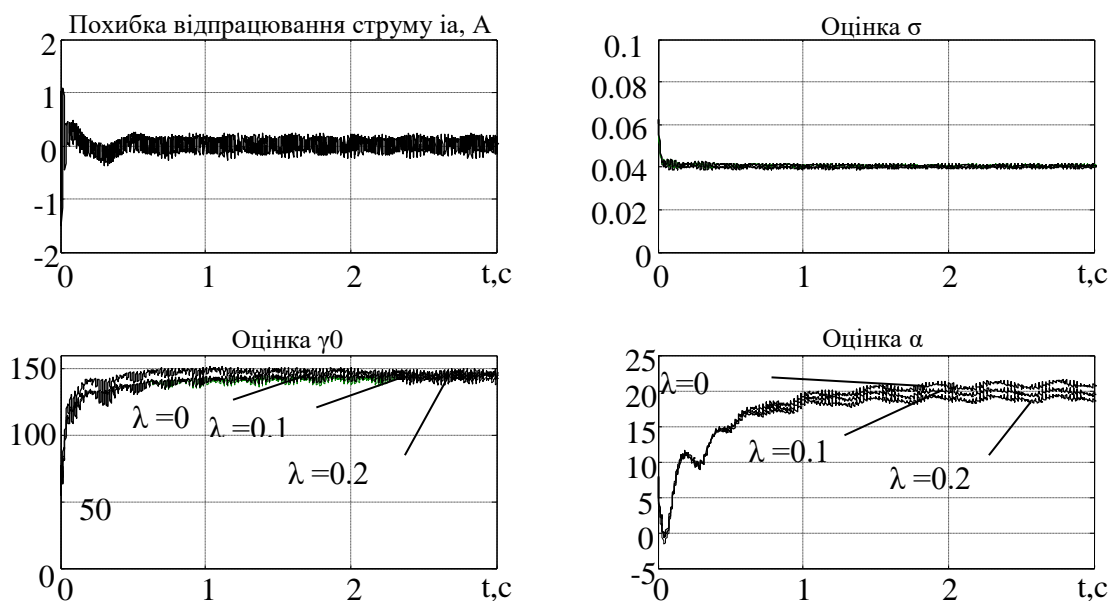 Похибка відпрацювання струму ia, А
2
1
0
-1
-2
0 1 2 t,c
Оцінка σ
0.1
0.08
0.06
0.04
0.02
0
0 1 2 t,c
Оцінка γ0
150
100
50
0
λ =0
λ =0.1
λ =0.2
0 1 2 t,c
Оцінка α
25
20
15
10
5
0
-5
λ=0
λ =0.1
λ =0.2
0 1 2 t,c